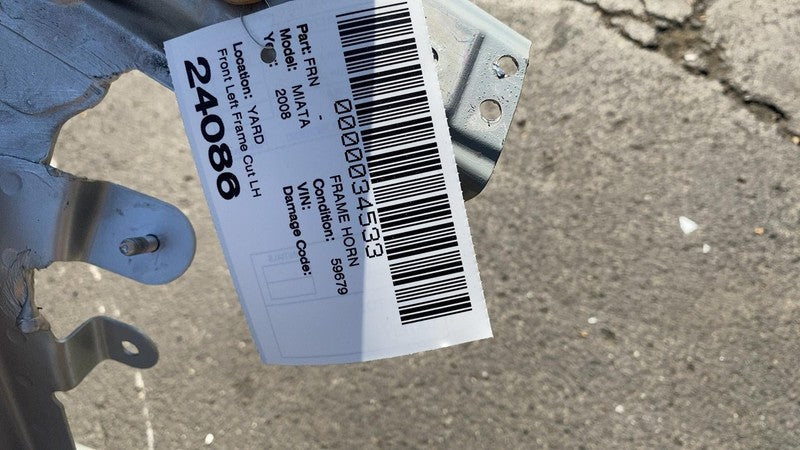 0000034533
Part: FRN - FRAME HORN
Model: MIATA Condition: 59679
Year: 2008 VIN:
Damage Code:
Location: YARD
Front Left Frame Cut LH
24086